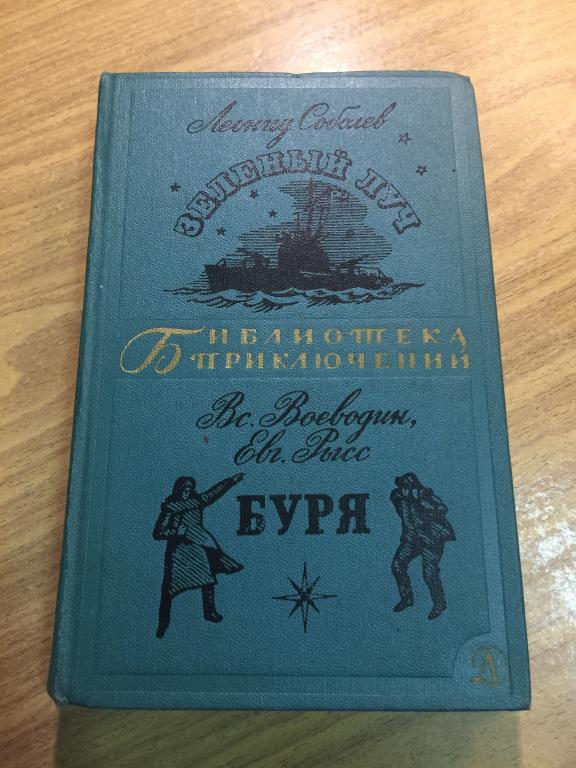 Леонид Соболев
ЗЕЛЕНЫЙ ЛУЧ
БИБЛИОТЕКА
ПРИКЛЮЧЕНИЙ
Вс. Воеводин,
Евг. Рысс
БУРЯ
Д